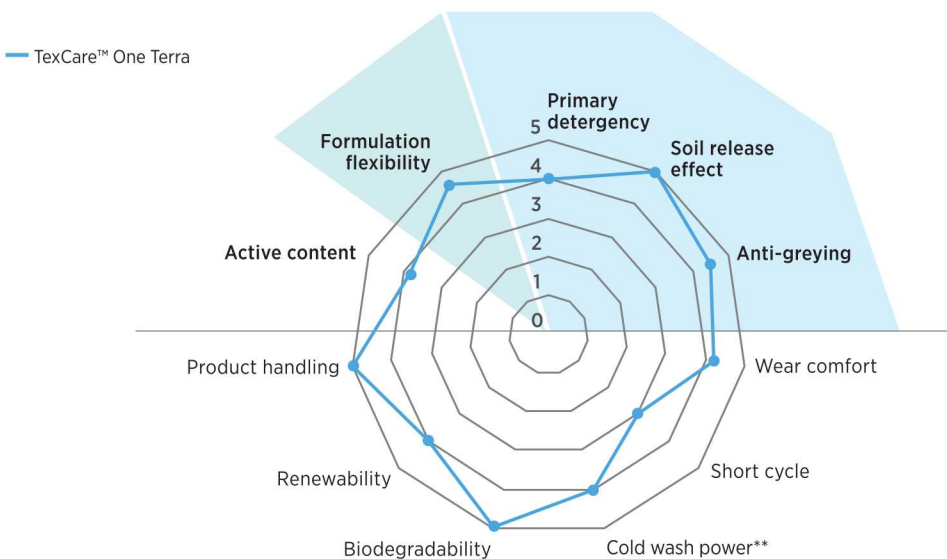 TexCare™ One Terra
Primary
detergency
5
Formulation
flexibility
Soil release
effect
4
3
Active content
Anti-greying
2
1
0
Product handling
Wear comfort
Renewability
Short cycle
Biodegradability
Cold wash power**